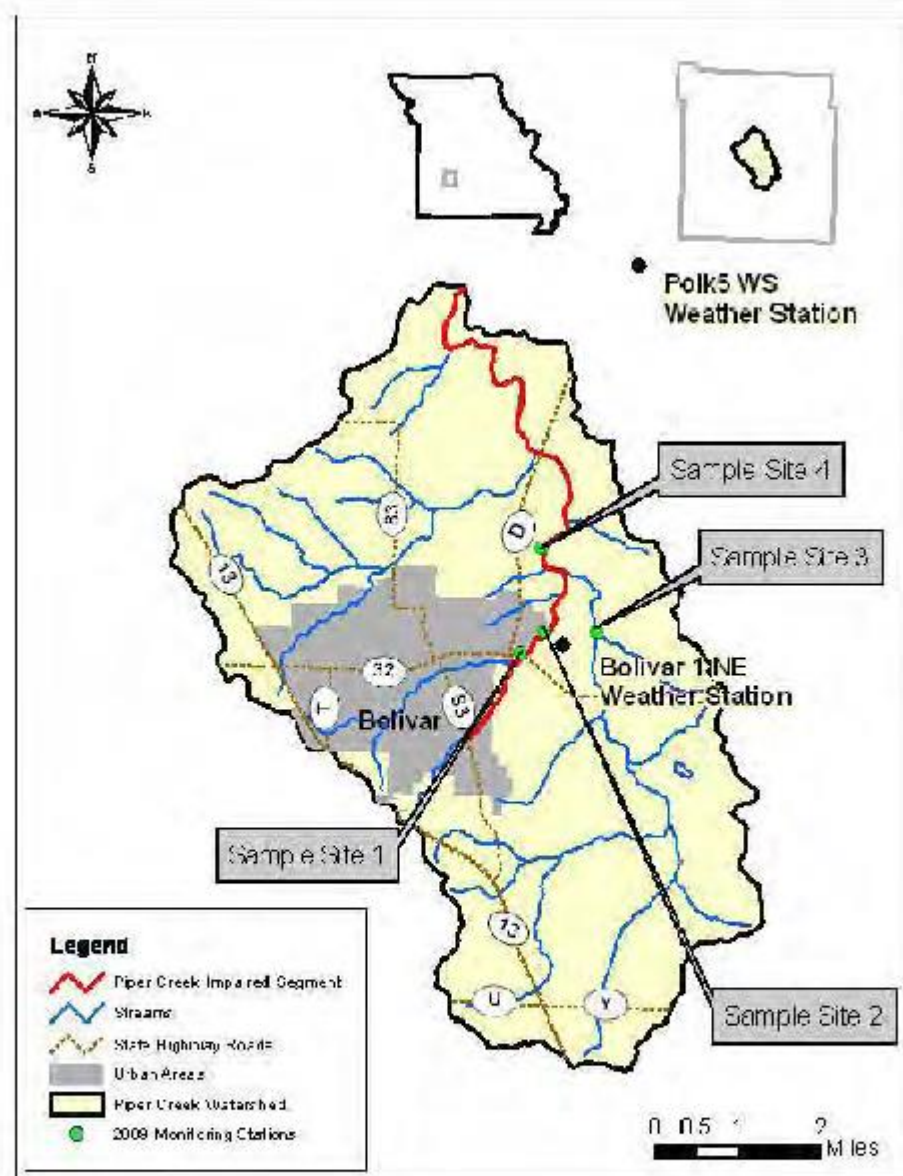 N
S
Polk5 WS
Weather Station
Sample Site 4
Sample Site 3
83
D
13
Bolivar 1 NE
Weather Station
32
T
83
Bolivar
Sample Site 1
13
U
Y
Sample Site 2
Legend
Piper Creek Impaired Segment
Streams
State Highway Roads
Urban Areas
Piper Creek Watershed
2009 Monitoring Stations
0 0.5 1 2
Miles